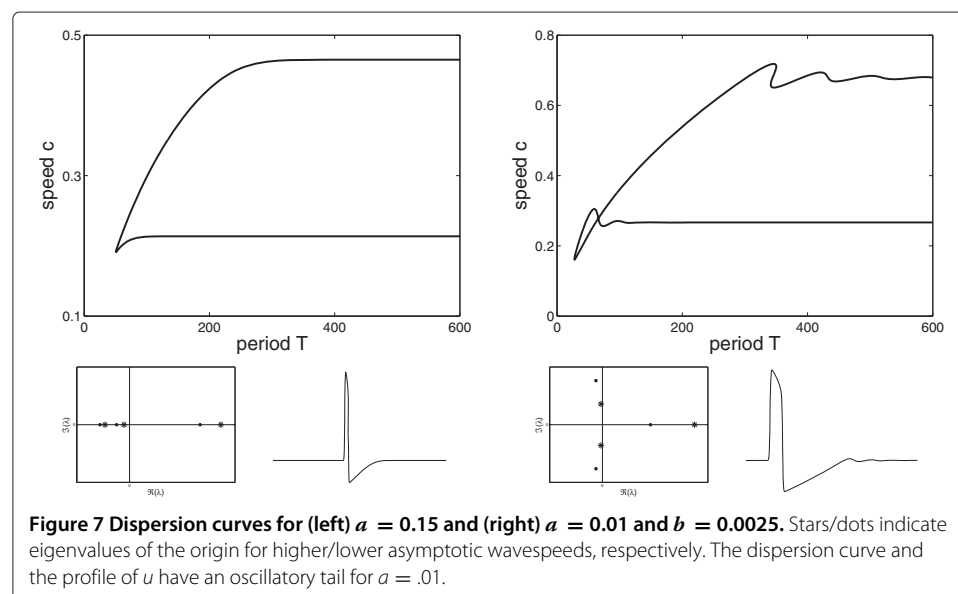 0.5
0.3
0.1
speed c
0
200
400
600
period T
0.8
0.6
0.4
0.2
0
speed c
0
200
400
600
period T
ℑ(λ)
0
0
ℜ(λ)
ℑ(λ)
0
0
ℜ(λ)
Figure 7 Dispersion curves for (left) a = 0.15 and (right) a = 0.01 and b = 0.0025. Stars/dots indicate
eigenvalues of the origin for higher/lower asymptotic wavespeeds, respectively. The dispersion curve and
the profile of u have an oscillatory tail for a = .01.